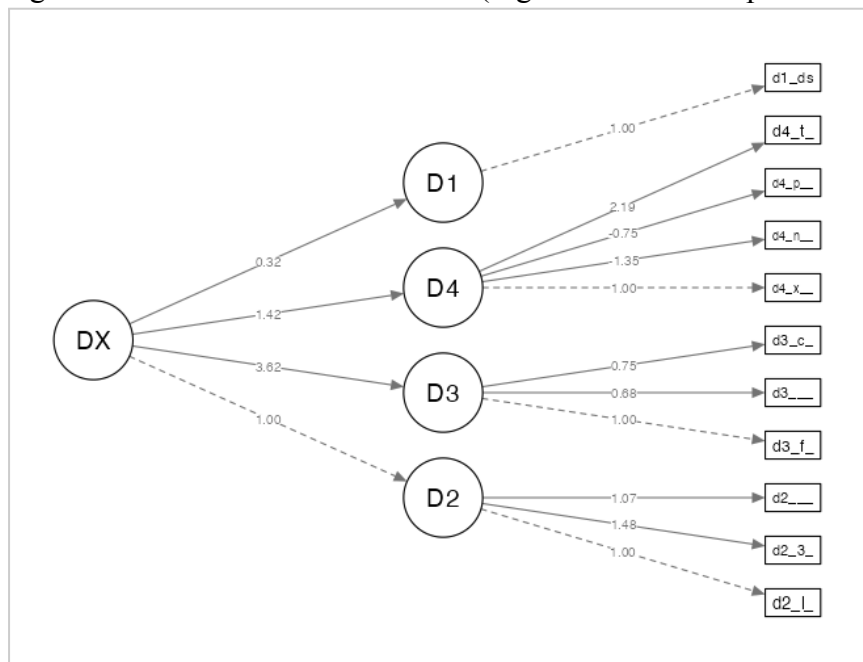 d1_ds
d4_t_
1.00
D1
d4_p__
2.19
0.75
d4_n__
0.32
1.35
D4
1.00
d4_x__
1.42
DX
d3_c_
3.62
0.75
D3
0.68
d3___
1.00
1.00
d3_f_
D2
1.07
d2___
1.48
d2_3_
1.00
d2_l_